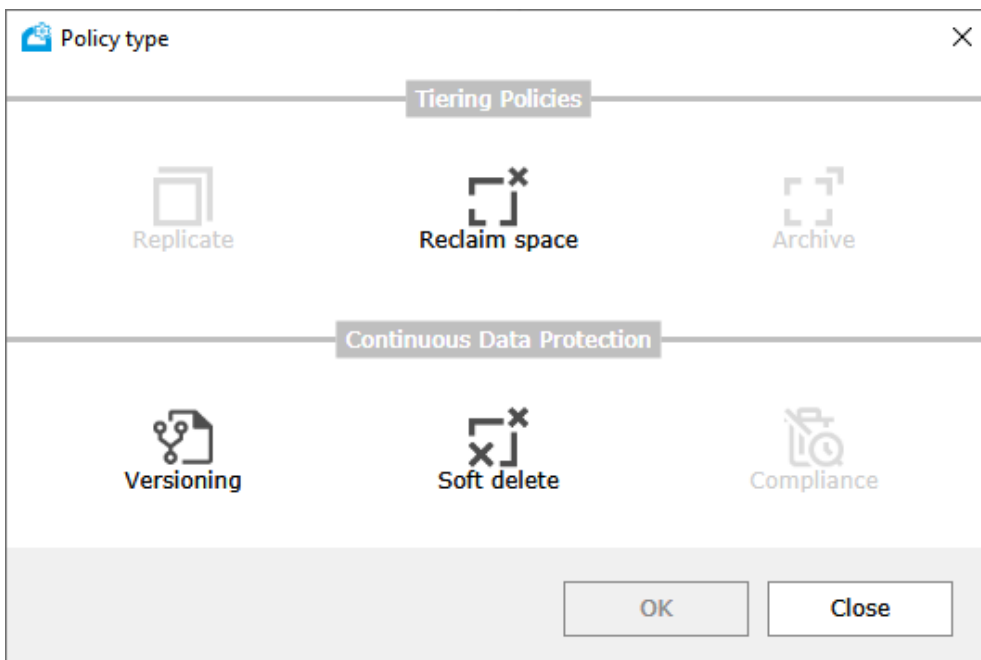 Policy type
Tiering Policies
Replicate
Reclaim space
Archive
Continuous Data Protection
Versioning
Soft delete
Compliance
OK
Close